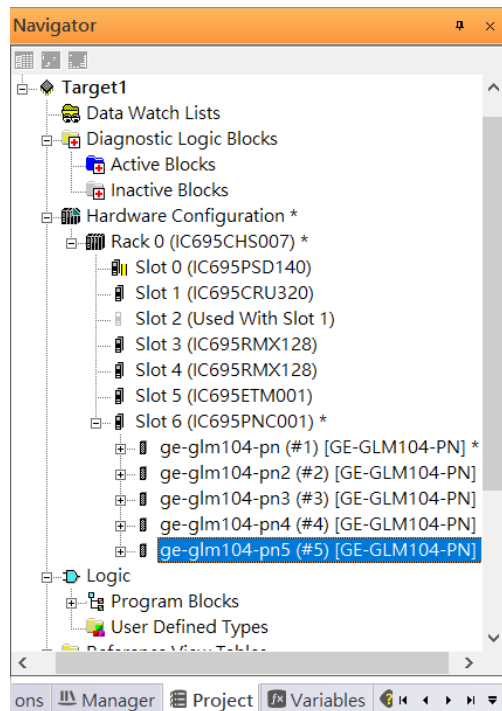 Navigator
Target1
Data Watch Lists
Diagnostic Logic Blocks
Active Blocks
Inactive Blocks
Hardware Configuration *
Rack 0 (IC695CHS007) *
Slot 0 (IC695PSD140)
Slot 1 (IC695CRU320)
Slot 2 (Used With Slot 1)
Slot 3 (IC695RMX128)
Slot 4 (IC695RMX128)
Slot 5 (IC695ETM001)
Slot 6 (IC695PNC001) *
ge-glm104-pn (#1) [GE-GLM104-PN] *
ge-glm104-pn2 (#2) [GE-GLM104-PN]
ge-glm104-pn3 (#3) [GE-GLM104-PN]
ge-glm104-pn4 (#4) [GE-GLM104-PN]
ge-glm104-pn5 (#5) [GE-GLM104-PN]
Logic
Program Blocks
User Defined Types
ons Manager Project Variables